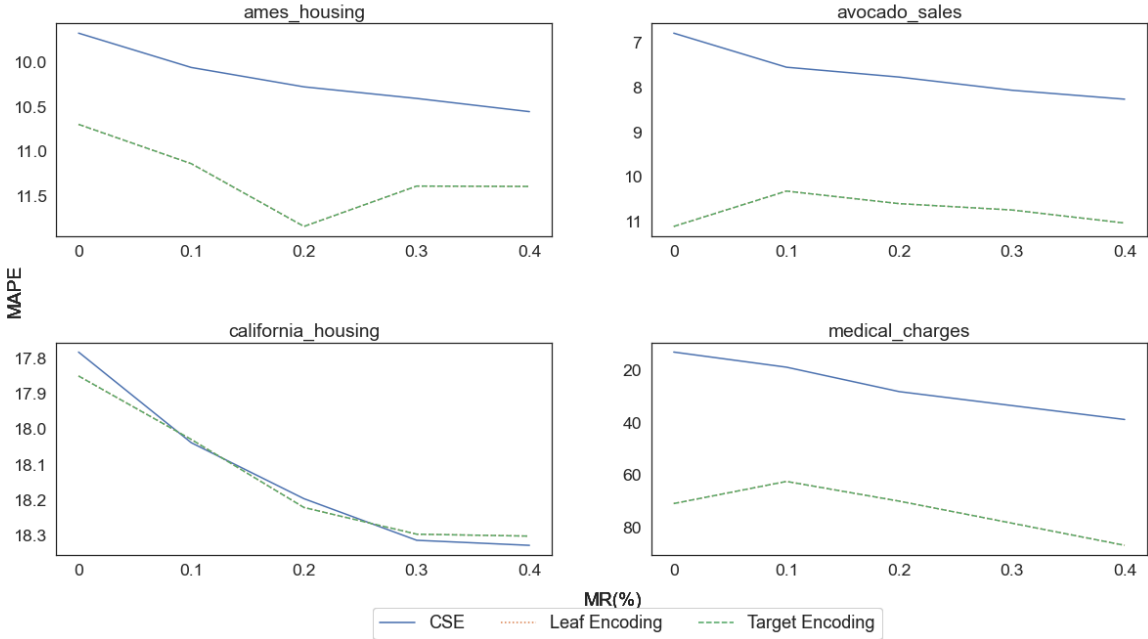 ames_housing
10.0
10.5
11.0
11.5
0 0.1 0.2 0.3 0.4
avocado_sales
7
8
9
10
11
0 0.1 0.2 0.3 0.4
MAPE
california_housing
17.8
17.9
18.0
18.1
18.2
18.3
0 0.1 0.2 0.3 0.4
medical_charges
20
40
60
80
0 0.1 0.2 0.3 0.4
MR(%)
CSE Leaf Encoding Target Encoding